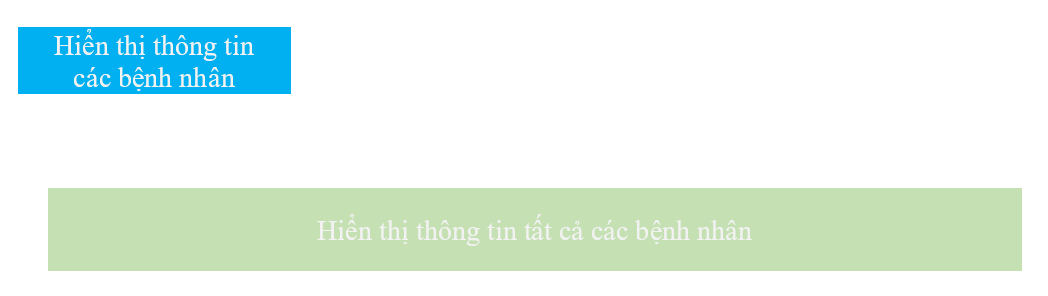 Hiển thị thông tin
các bệnh nhân
Hiển thị thông tin tất cả các bệnh nhân